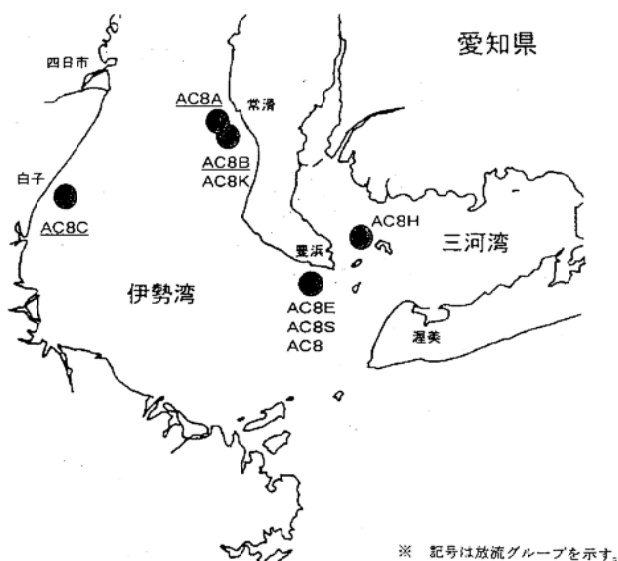 愛知県
四日市
AC8A
常滑
AC8B
AC8K
白子
AC8C
AC8H
豊浜
三河湾
伊勢湾
AC8E
AC8S
AC8
渥美
※ 記号は放流グループを示す。